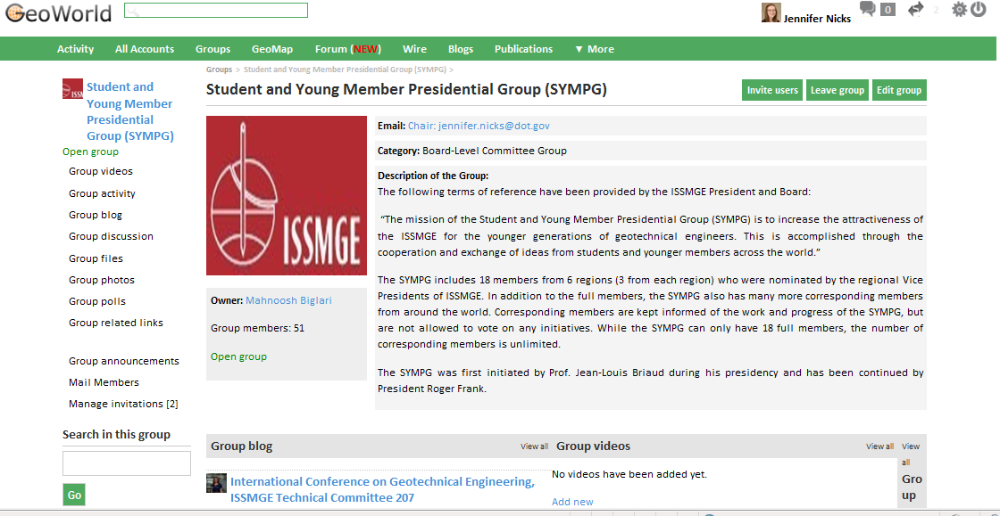 GeoWorld
Jennifer Nicks 0 2
Activity All Accounts Groups GeoMap Forum (NEW) Wire Blogs Publications ▼ More
Groups > Student and Young Member Presidential Group (SYMPG) >
Student and Young Member Presidential Group (SYMPG)
Invite users Leave group Edit group
Student and
Young Member
Presidential
Group (SYMPG)
Open group
Group videos
Group activity
Group blog
Group discussion
Group files
Group photos
Group polls
Group related links
Group announcements
Mail Members
Manage invitations [2]
Search in this group
Go
ISSMGE
Owner: Mahnoosh Biglari
Group members: 51
Open group
Email: Chair: jennifer.nicks@dot.gov
Category: Board-Level Committee Group
Description of the Group:
The following terms of reference have been provided by the ISSMGE President and Board:
“The mission of the Student and Young Member Presidential Group (SYMPG) is to increase the attractiveness of
the ISSMGE for the younger generations of geotechnical engineers. This is accomplished through the
cooperation and exchange of ideas from students and younger members across the world.”
The SYMPG includes 18 members from 6 regions (3 from each region) who were nominated by the regional Vice
Presidents of ISSMGE. In addition to the full members, the SYMPG also has many more corresponding members
from around the world. Corresponding members are kept informed of the work and progress of the SYMPG, but
are not allowed to vote on any initiatives. While the SYMPG can only have 18 full members, the number of
corresponding members is unlimited.
The SYMPG was first initiated by Prof. Jean-Louis Briaud during his presidency and has been continued by
President Roger Frank.
Group blog View all
International Conference on Geotechnical Engineering,
ISSMGE Technical Committee 207
Group videos View all
No videos have been added yet.
Add new
View
all
Gro
up